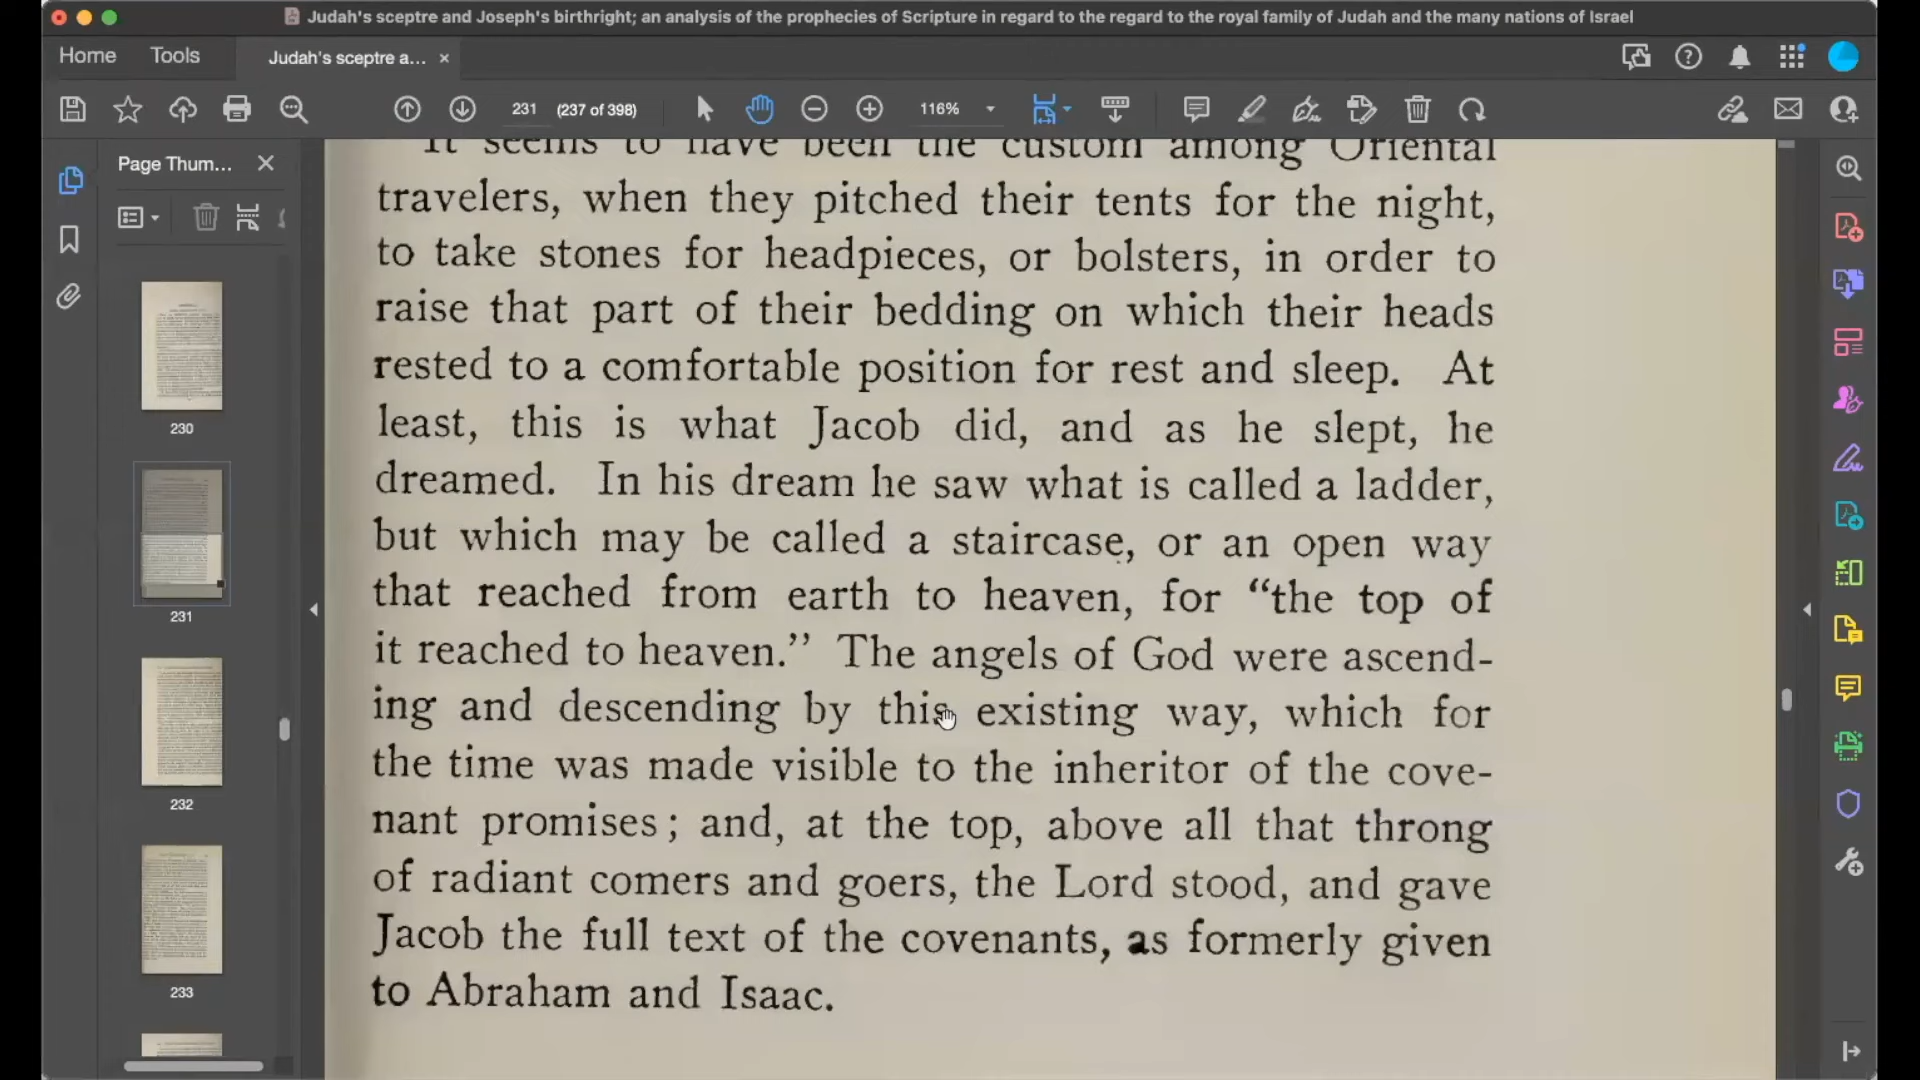 Judah's sceptre and Joseph's birthright; an analysis of the prophecies of Scripture in regard to the regard to the royal family of Judah and the many nations of Israel
Home Tools Judah's sceptre a... ×
231 (237 of 398) 116%
Page Thum...
230
231
232
233
It seems to have been the custom among Oriental
travelers, when they pitched their tents for the night,
to take stones for headpieces, or bolsters, in order to
raise that part of their bedding on which their heads
rested to a comfortable position for rest and sleep. At
least, this is what Jacob did, and as he slept, he
dreamed. In his dream he saw what is called a ladder,
but which may be called a staircase, or an open way
that reached from earth to heaven, for “the top of
it reached to heaven.” The angels of God were ascend-
ing and descending by this existing way, which for
the time was made visible to the inheritor of the cove-
nant promises; and, at the top, above all that throng
of radiant comers and goers, the Lord stood, and gave
Jacob the full text of the covenants, as formerly given
to Abraham and Isaac.